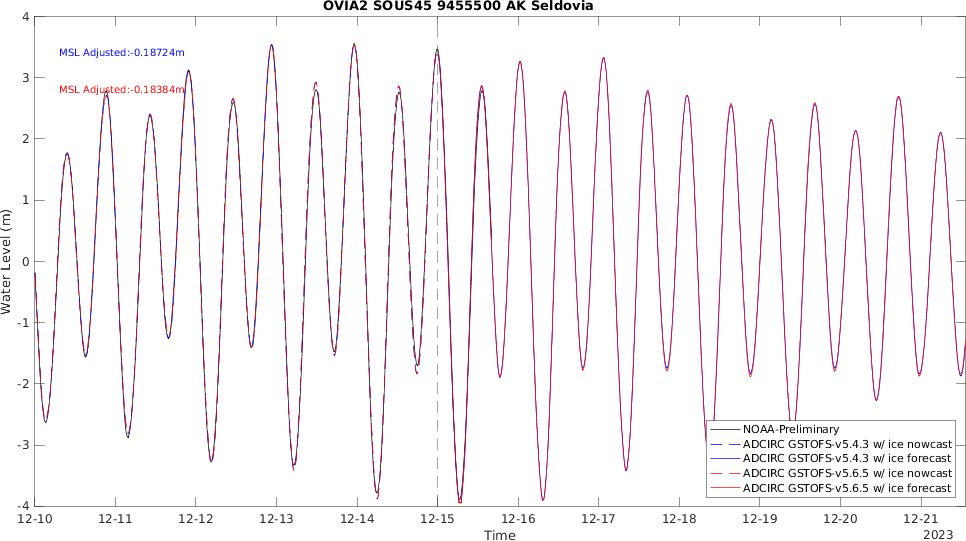 OVIA2 SOUS45 9455500 AK Seldovia
4
3
2
1
0
-1
-2
-3
-4
Water Level (m)
MSL Adjusted:-0.18724m
MSL Adjusted:-0.18384m
NOAA-Preliminary
ADCIRC GSTOFS-v5.4.3 w/ ice nowcast
ADCIRC GSTOFS-v5.4.3 w/ ice forecast
ADCIRC GSTOFS-v5.6.5 w/ ice nowcast
ADCIRC GSTOFS-v5.6.5 w/ ice forecast
12-10 12-11 12-12 12-13 12-14 12-15 12-16 12-17 12-18 12-19 12-20 12-21
Time
2023